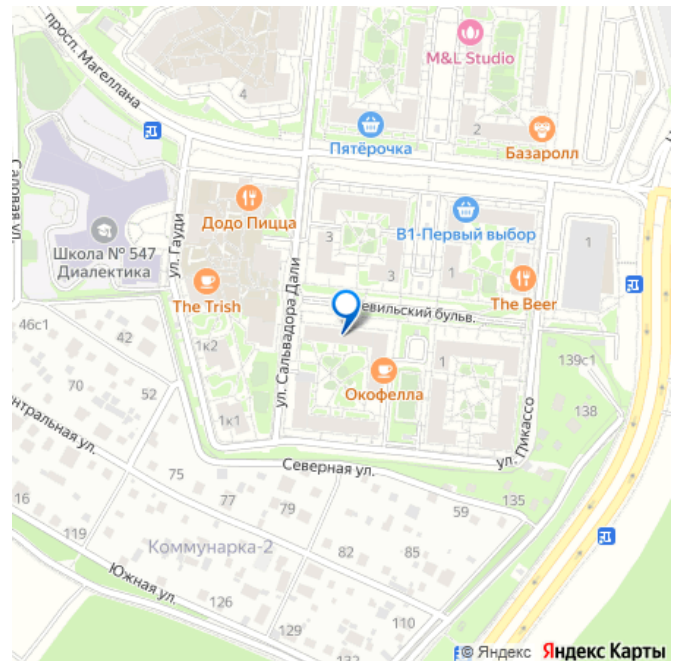 просп. Магеллана
4
M&L Studio
Пятёрочка
2
Базаролл
Садовая ул.
Школа № 547
Диалектика
ул. Гауди
Додо Пицца
The Trish
ул. Сальвадора Дали
3
3
В1-Первый выбор
1
The Beer
1
евильский бульв.
46с1
42
1к2
70
52
1к1
Окофелла
1
139с1
138
ул. Пикассо
Центральная ул.
Северная ул.
75
77
79
59
135
16
119
Коммунарка-2
82
85
Южная ул.
126
129
110
132
© Яндекс Яндекс Карты